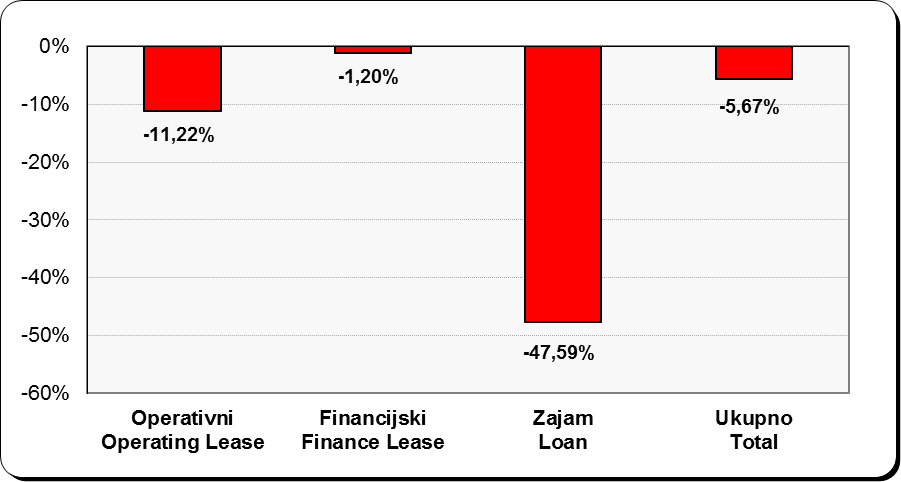 0%
-10%
-20%
-30%
-40%
-50%
-60%
-11,22%
-1,20%
-47,59%
-5,67%
Operativni
Operating Lease
Financijski
Finance Lease
Zajam
Loan
Ukupno
Total